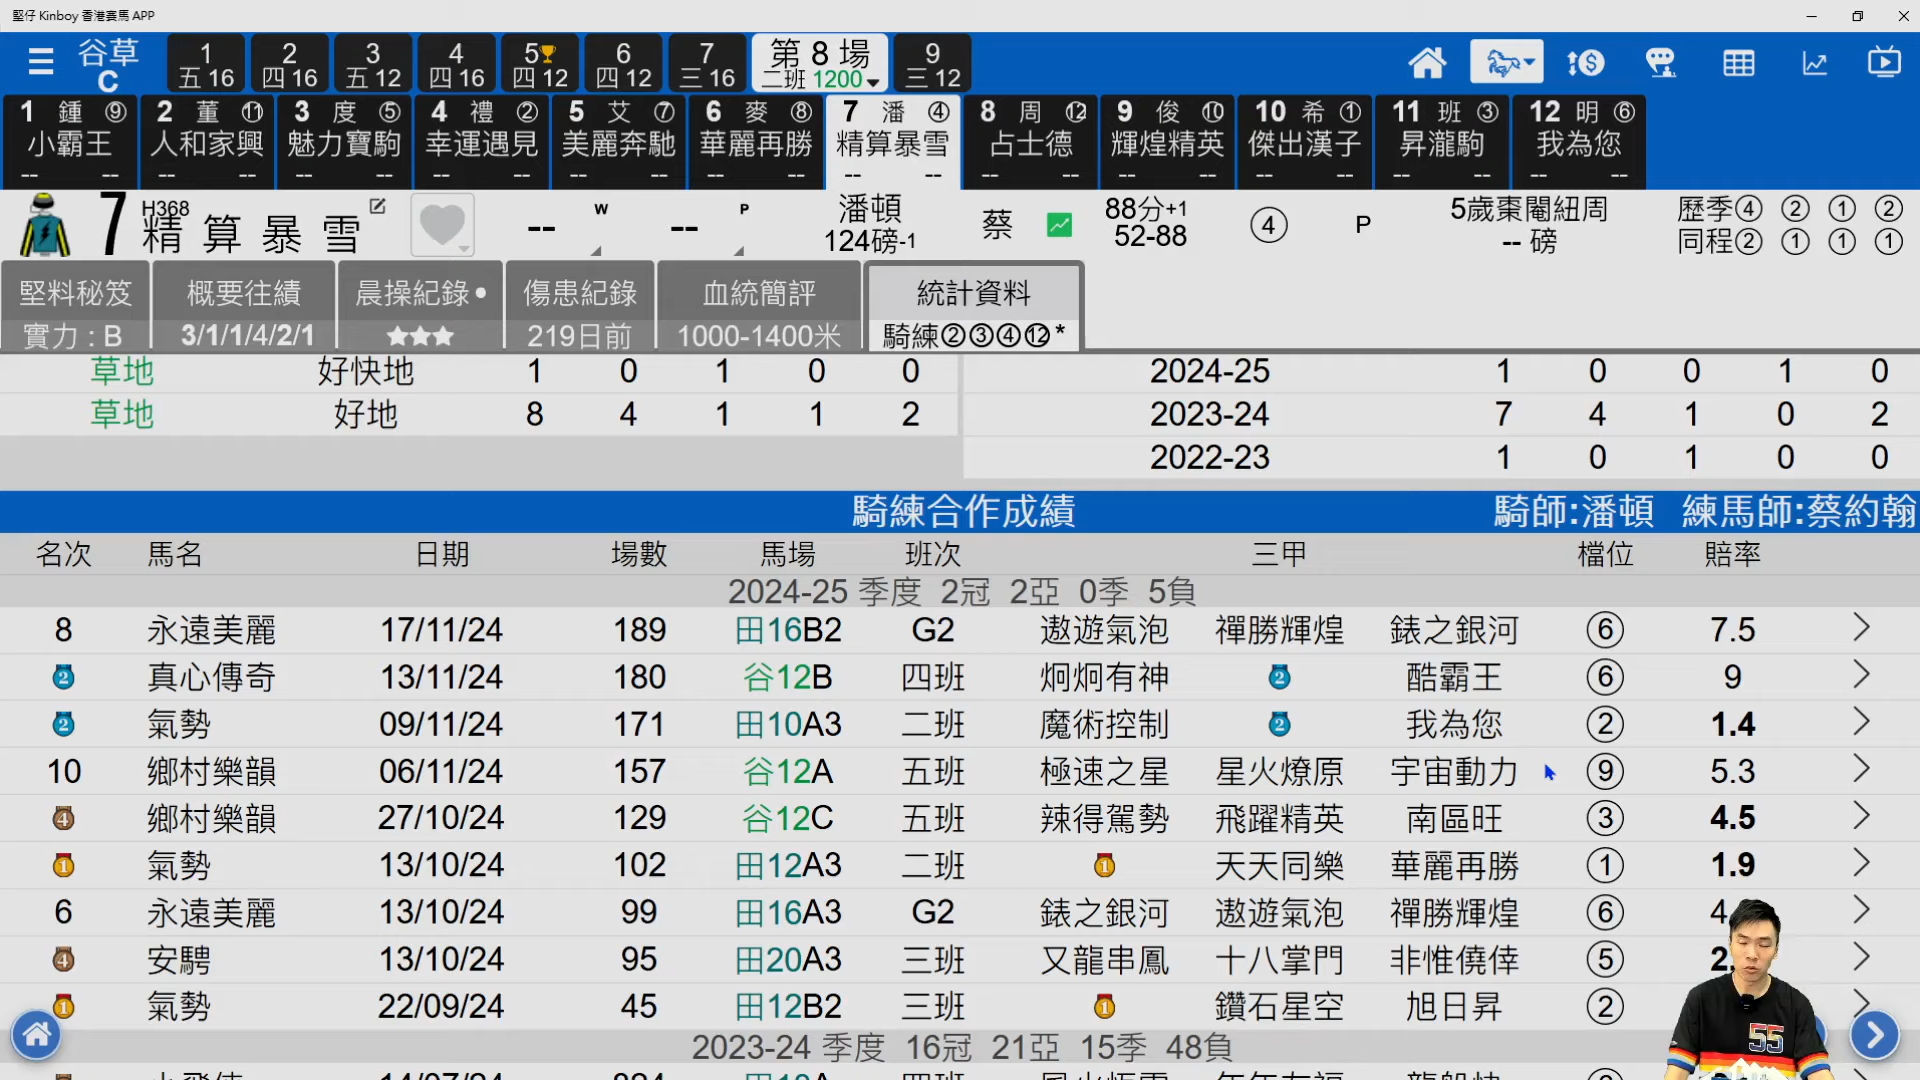 堅仔 Kinboy 香港賽馬 APP
谷草 C
1 五 16
2 四 16
3 五 12
4 四 16
5 四 12
6 四 12
7 三 16
第 8 場 二班 1200
9 三 12
1 鍾 ⑨ 小霸王 -- --
2 董 ⑪ 人和家興 -- --
3 度 ⑤ 魅力寶駒 -- --
4 禮 ② 幸運遇見 -- --
5 艾 ⑦ 美麗奔馳 -- --
6 麥 ⑧ 華麗再勝 -- --
7 潘 ④ 精算暴雪 -- --
8 周 ⑫ 占士德 -- --
9 俊 ⑩ 輝煌精英 -- --
10 希 ① 傑出漢子 -- --
11 班 ③ 昇瀧駒 -- --
12 明 ⑥ 我為您 -- --
7 H368 精算暴雪 -- W -- P 潘頓 124磅-1 蔡 88分+1 52-88 ④ P 5歲棗閹紐周 -- 磅
歷季④ ② ① ②
同程② ① ① ①
堅料秘笈 概要往績 晨操紀錄● 傷患紀錄 血統簡評 統計資料
實力 : B 3/1/1/4/2/1 ★★★ 219日前 1000-1400米 騎練②③④⑫*
草地 好快地 1 0 1 0 0 2024-25 1 0 0 1 0
草地 好地 8 4 1 1 2 2023-24 7 4 1 0 2
2022-23 1 0 1 0 0
騎練合作成績 騎師:潘頓 練馬師:蔡約翰
名次 馬名 日期 場數 馬場 班次 三甲 檔位 賠率
2024-25 季度 2冠 2亞 0季 5負
8 永遠美麗 17/11/24 189 田16B2 G2 遨遊氣泡 禪勝輝煌 錶之銀河 ⑥ 7.5
2 真心傳奇 13/11/24 180 谷12B 四班 炯炯有神 2 酷霸王 ⑥ 9
2 氣勢 09/11/24 171 田10A3 二班 魔術控制 2 我為您 ② 1.4
10 鄉村樂韻 06/11/24 157 谷12A 五班 極速之星 星火燎原 宇宙動力 ⑨ 5.3
4 鄉村樂韻 27/10/24 129 谷12C 五班 辣得駕勢 飛躍精英 南區旺 ③ 4.5
1 氣勢 13/10/24 102 田12A3 二班 1 天天同樂 華麗再勝 ① 1.9
6 永遠美麗 13/10/24 99 田16A3 G2 錶之銀河 遨遊氣泡 禪勝輝煌 ⑥ 4.
4 安騁 13/10/24 95 田20A3 三班 又龍串鳳 十八掌門 非惟僥倖 ⑤ 2.
1 氣勢 22/09/24 45 田12B2 三班 1 鑽石星空 旭日昇 ②
2023-24 季度 16冠 21亞 15季 48負
55